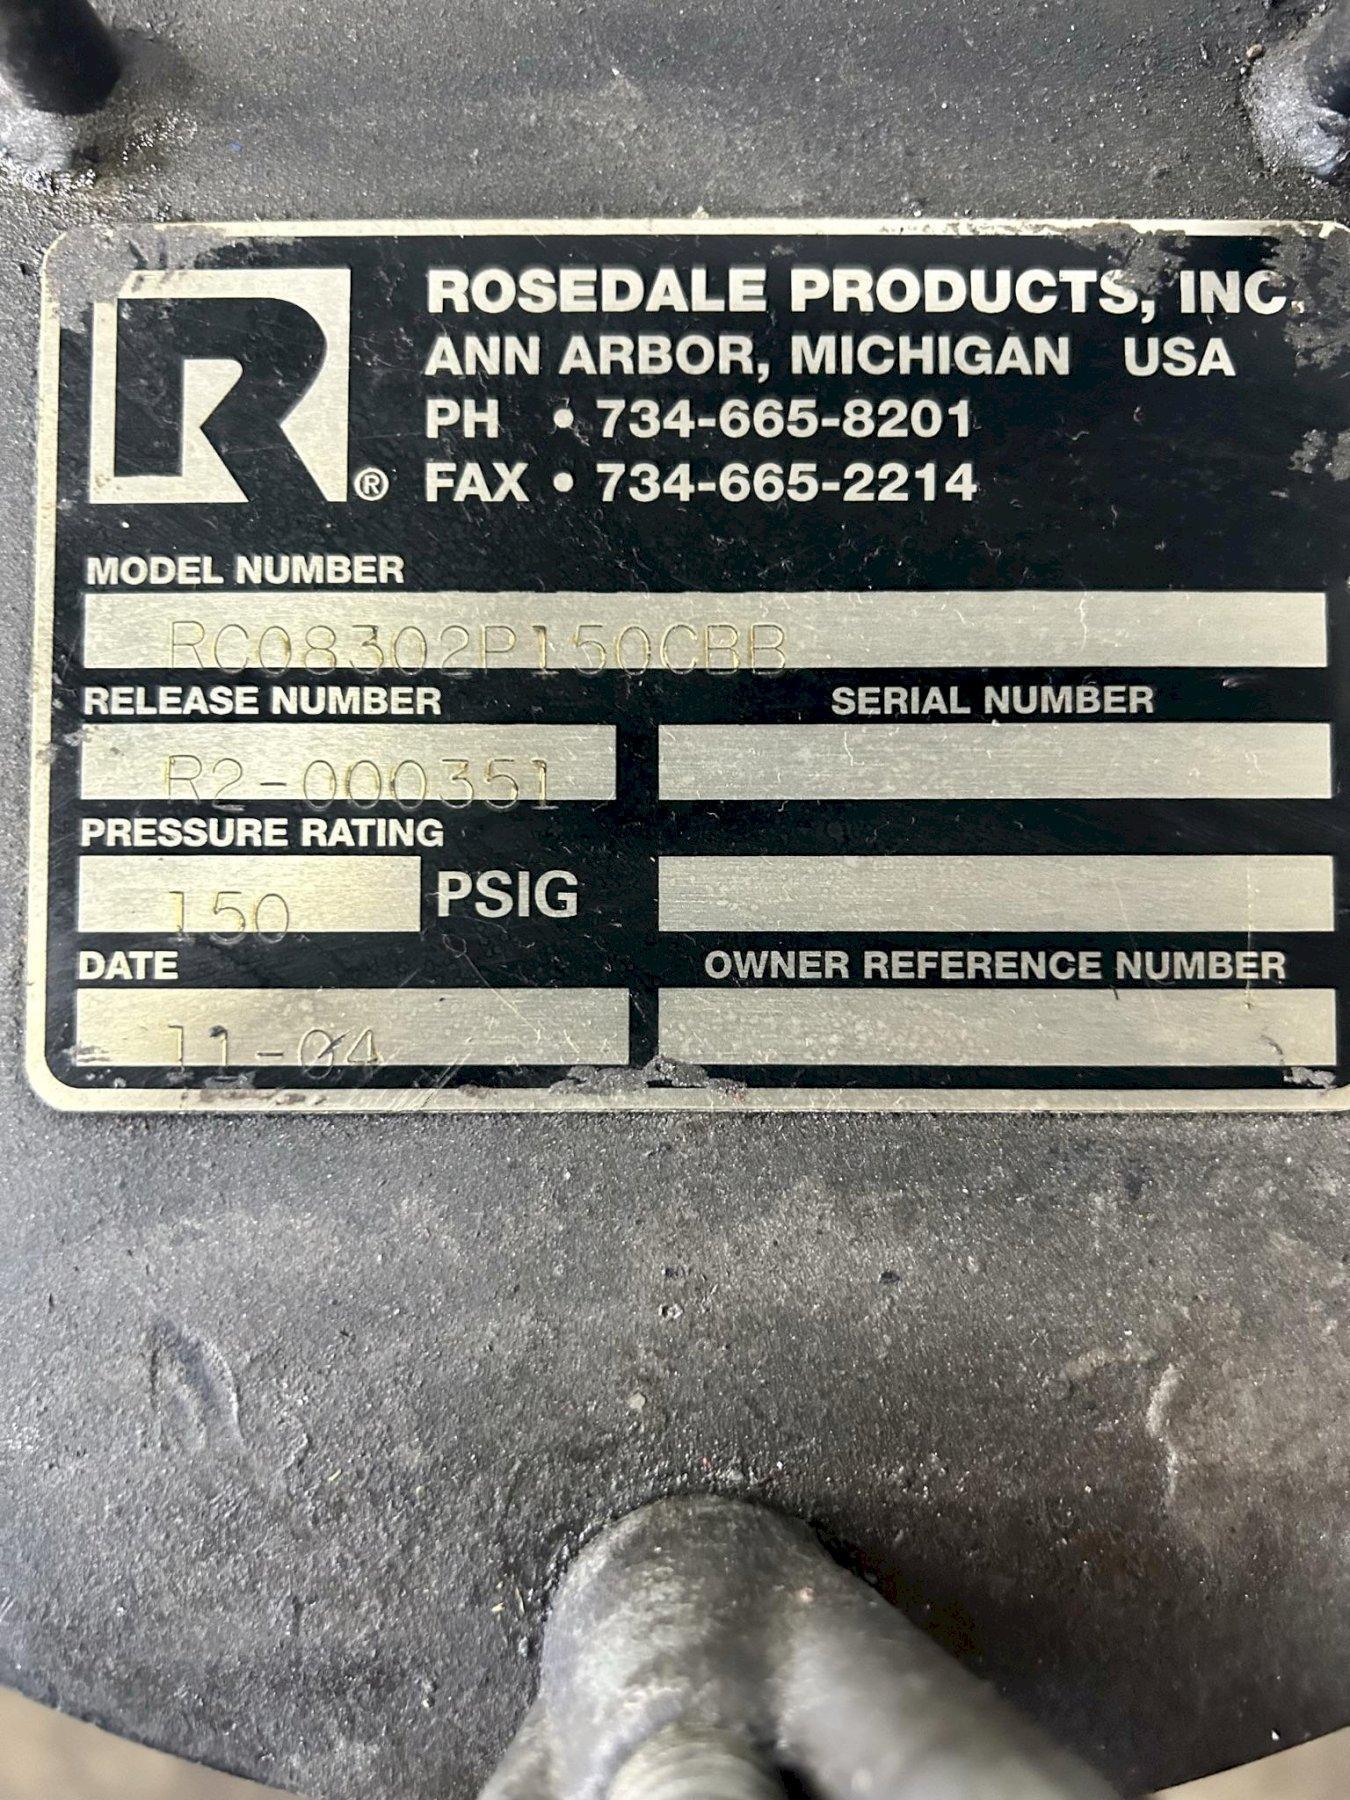 R®
ROSEDALE PRODUCTS, INC.
ANN ARBOR, MICHIGAN USA
PH • 734-665-8201
FAX • 734-665-2214
MODEL NUMBER
RC08302P150CBB
RELEASE NUMBER SERIAL NUMBER
R2-000351
PRESSURE RATING
150 PSIG
DATE OWNER REFERENCE NUMBER
11-04